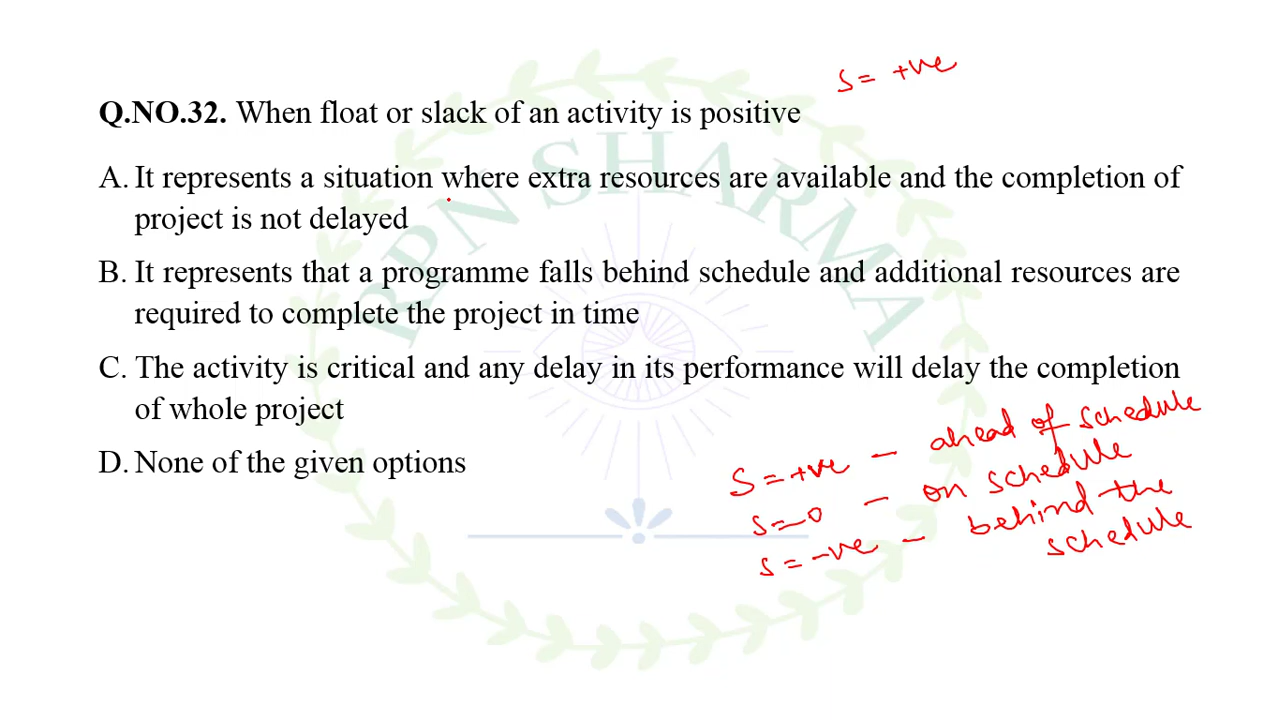 S = +ve
Q.NO.32. When float or slack of an activity is positive
A. It represents a situation where extra resources are available and the completion of
project is not delayed
B. It represents that a programme falls behind schedule and additional resources are
required to complete the project in time
C. The activity is critical and any delay in its performance will delay the completion
of whole project
D. None of the given options
S = +ve – ahead of schedule
S = 0 – on schedule
S = -ve – behind the
schedule
RPN SHARMA